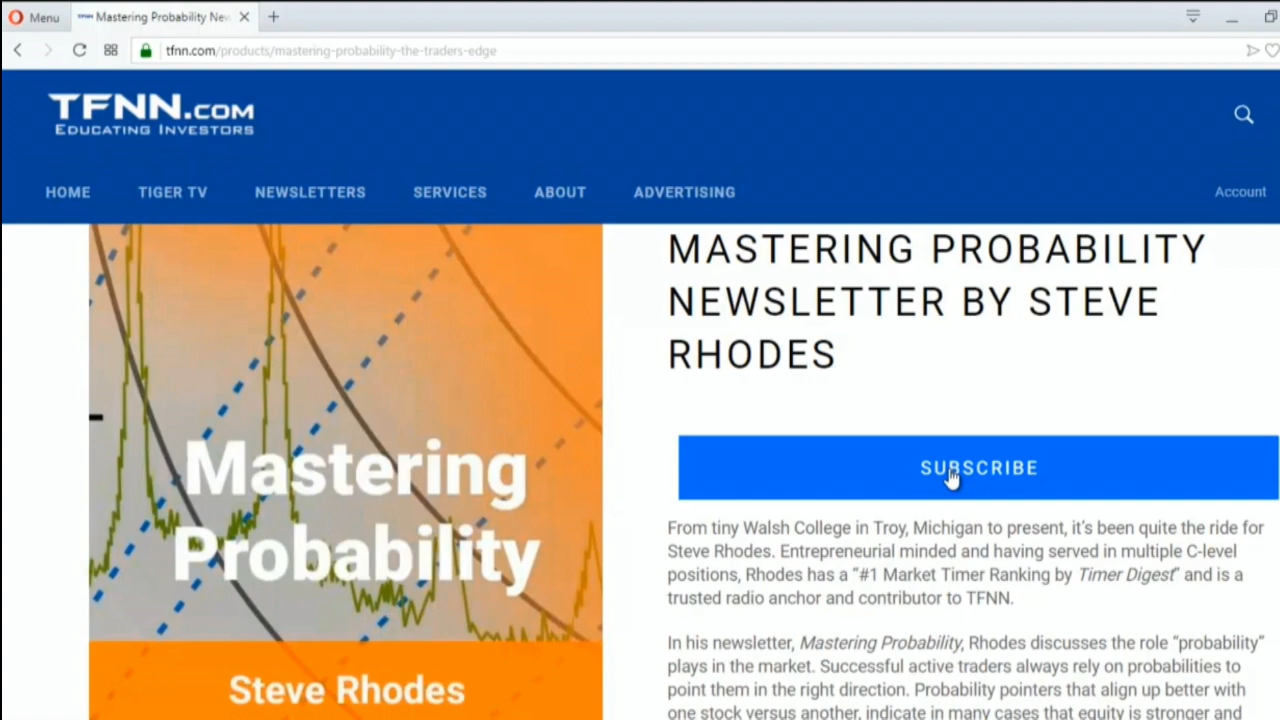 Menu
Mastering Probability New
tfnn.com/products/mastering-probability-the-traders-edge
TFNN.COM
EDUCATING INVESTORS
HOME TIGER TV NEWSLETTERS SERVICES ABOUT ADVERTISING Account
MASTERING PROBABILITY
NEWSLETTER BY STEVE
RHODES
Mastering
Probability
Steve Rhodes
SUBSCRIBE
From tiny Walsh College in Troy, Michigan to present, it's been quite the ride for
Steve Rhodes. Entrepreneurial minded and having served in multiple C-level
positions, Rhodes has a “#1 Market Timer Ranking by Timer Digest” and is a
trusted radio anchor and contributor to TFNN.
In his newsletter, Mastering Probability, Rhodes discusses the role “probability”
plays in the market. Successful active traders always rely on probabilities to
point them in the right direction. Probability pointers that align up better with
one stock versus another, indicate in many cases that equity is stronger and